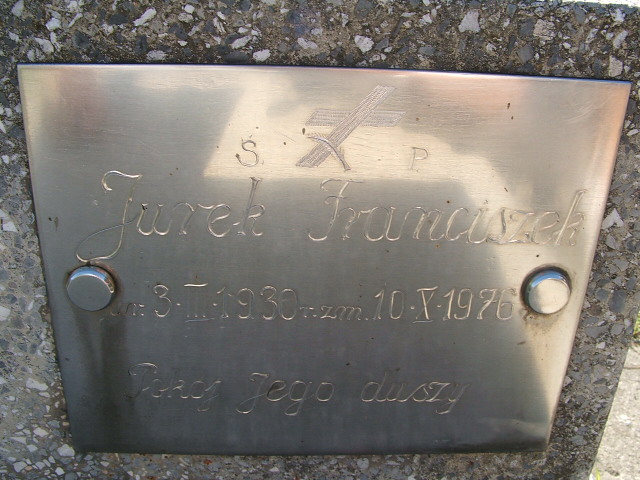 Ś. P
Jurek Franciszek
ur. 3·III·1930 r. zm. 10·X·1976 r.
Pokój Jego duszy